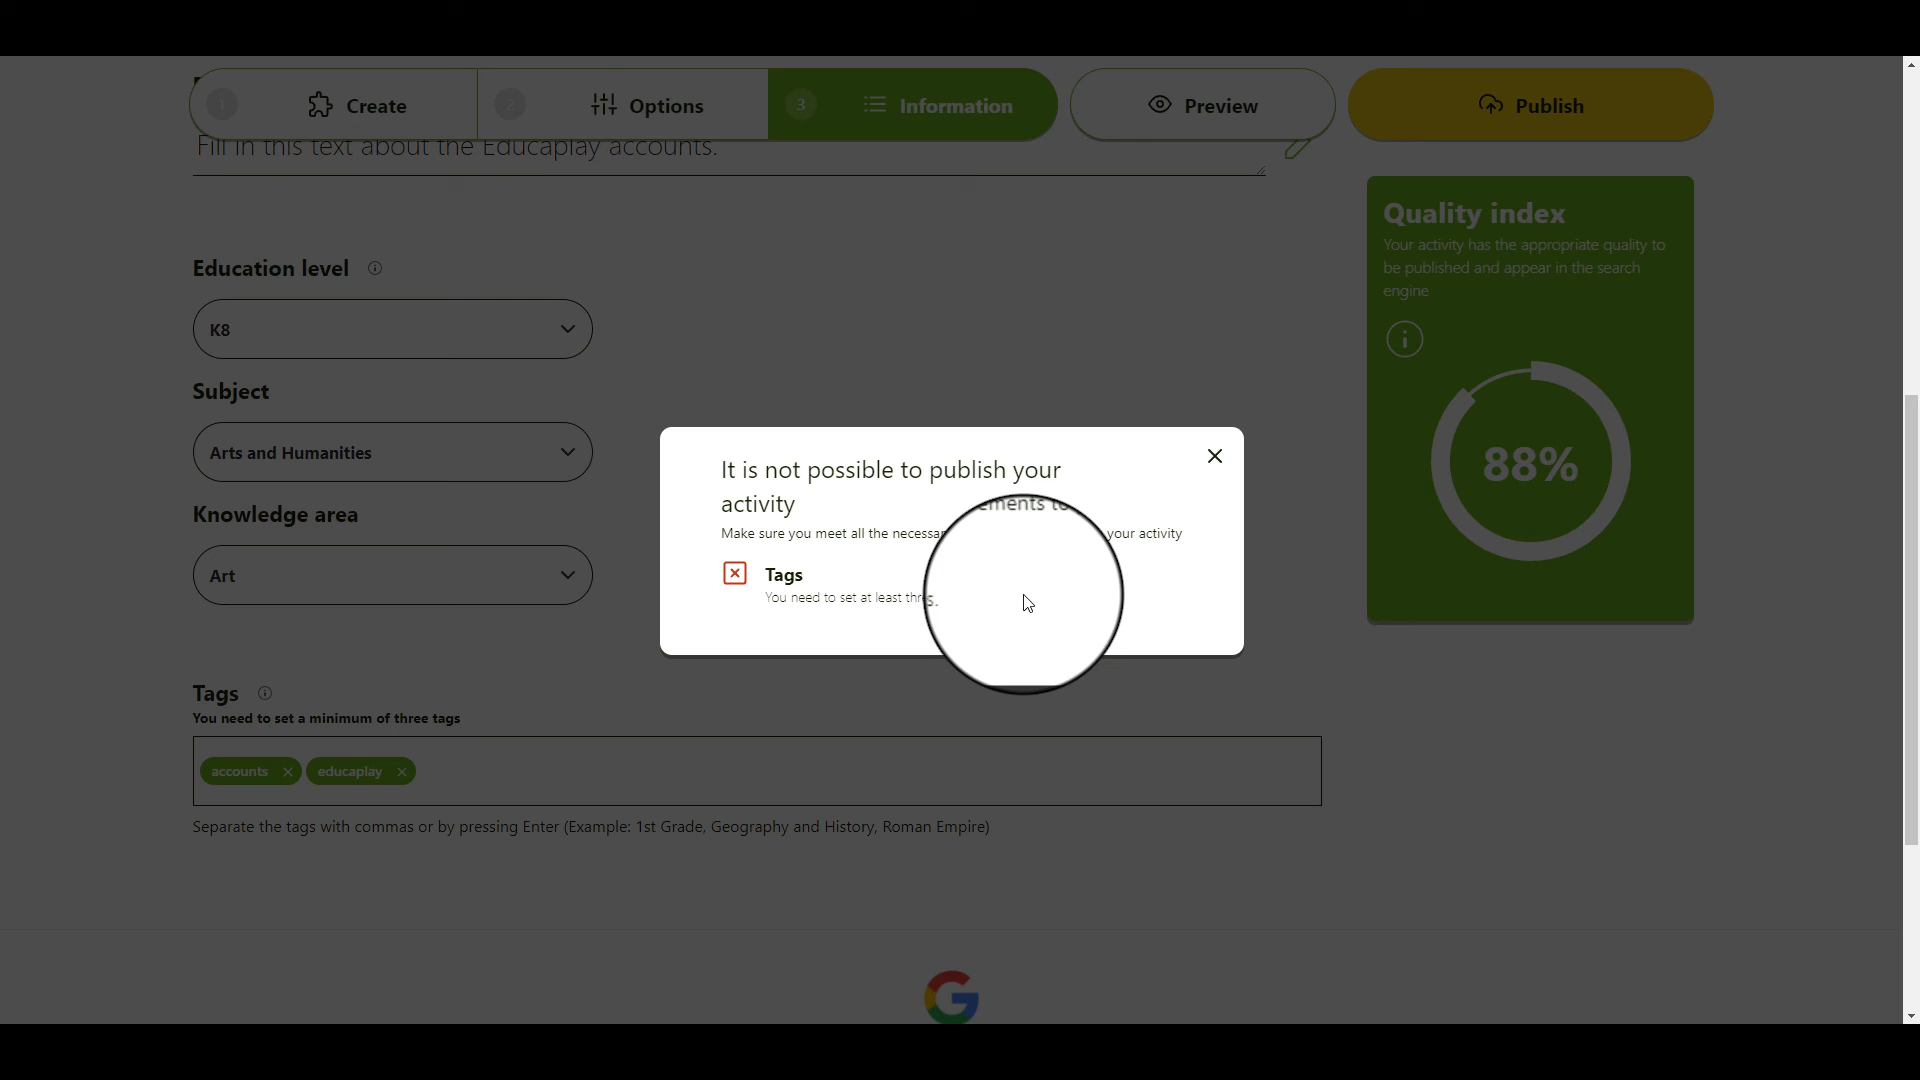 1 Create
2 Options
3 Information
Preview
Publish
Fill in this text about the Educaplay accounts.
Quality index
Your activity has the appropriate quality to
be published and appear in the search
engine
88%
Education level
K8
Subject
Arts and Humanities
Knowledge area
Art
It is not possible to publish your
activity
Make sure you meet all the your activity
Tags
You need to set at least
Tags
You need to set a minimum of three tags
accounts
educaplay
Separate the tags with commas or by pressing Enter (Example: 1st Grade, Geography and History, Roman Empire)